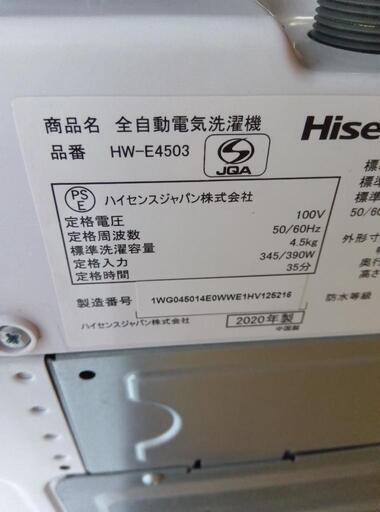 商品名 全自動電気洗濯機
品番 HW-E4503
JQA
Hise
PS
E
ハイセンスジャパン株式会社
定格電圧 100V
定格周波数 50/60Hz
標準洗濯容量 4.5kg
定格入力 345/390W
定格時間 35分
製造番号 1WG045014E0WWE1HV125216
ハイセンスジャパン株式会社
2020年製
中国製
標準
標準
標準
50/60
外形寸
幅
奥行
高さ
防水等級